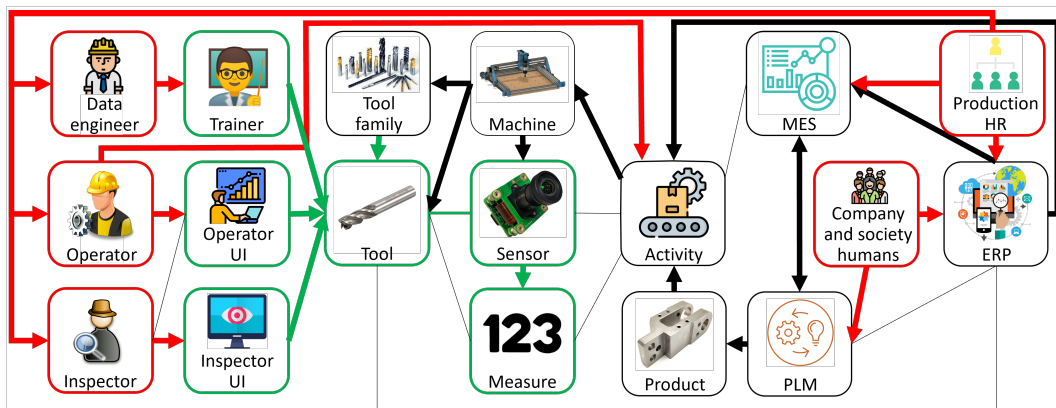 Data
engineer
Trainer
Tool
family
Machine
MES
Production
HR
Operator
Operator
UI
Tool
Sensor
Activity
Company
and society
humans
ERP
Inspector
Inspector
UI
123
Measure
Product
PLM